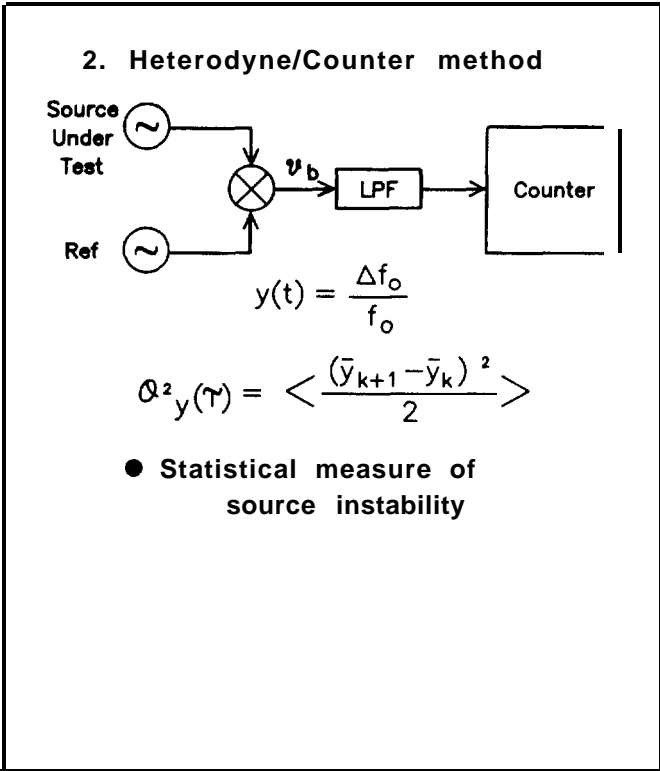 2. Heterodyne/Counter method
Source
Under
Test
Ref
v_b
LPF
Counter
y(t) = Δf_o / f_o
σ²_y(τ) = < (ȳ_{k+1} − ȳ_k)² / 2 >
● Statistical measure of
source instability